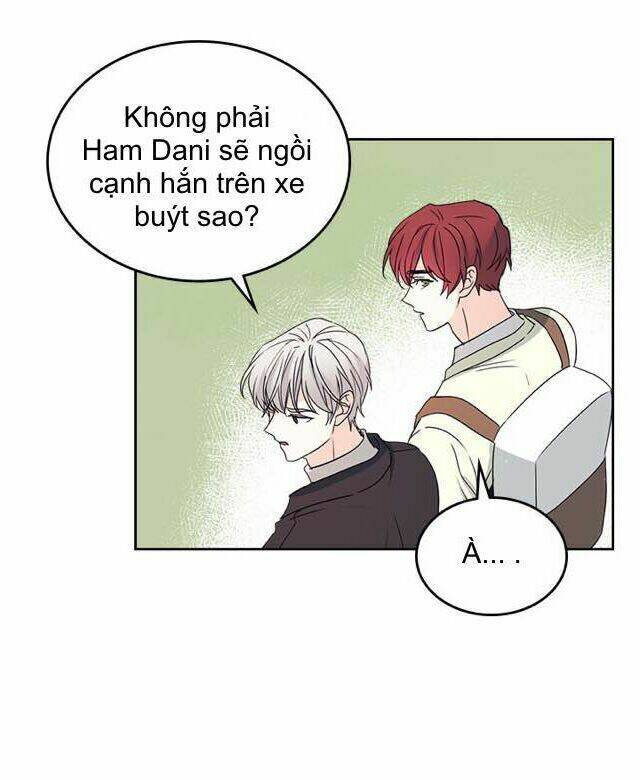 Không phải
Ham Dani sẽ ngồi
cạnh hắn trên xe
buýt sao?
À... .